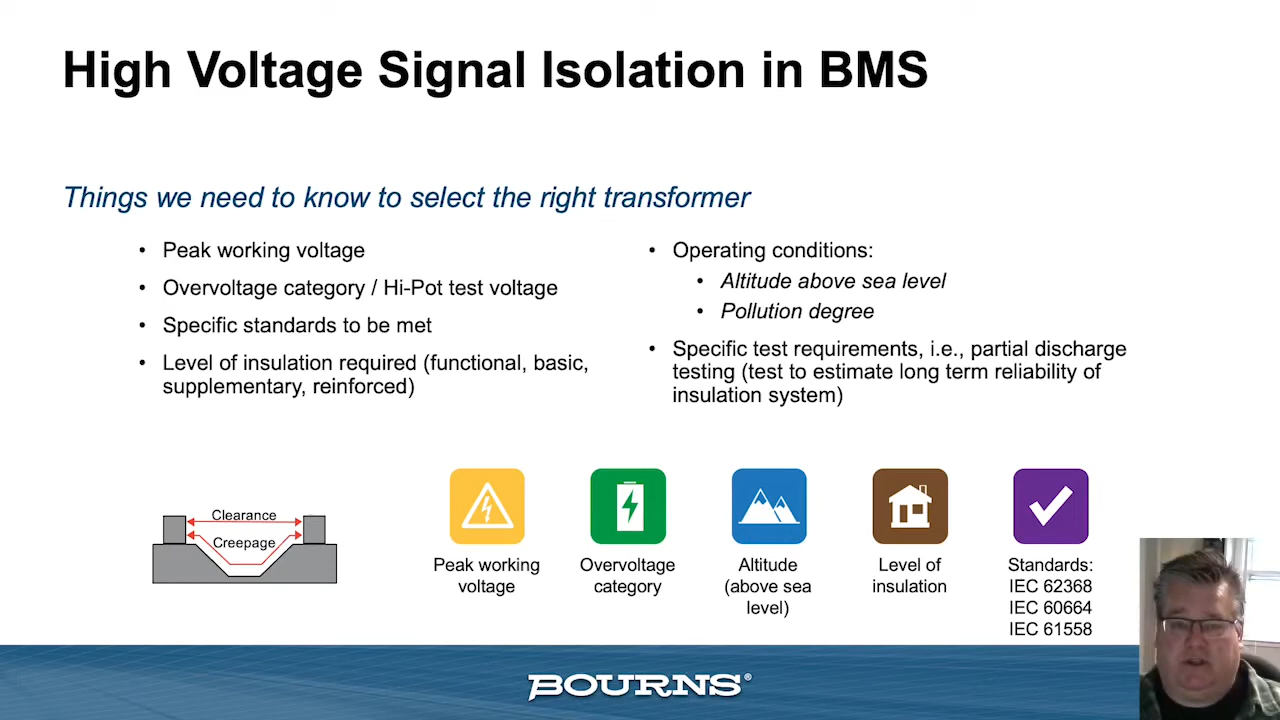 High Voltage Signal Isolation in BMS
Things we need to know to select the right transformer
• Peak working voltage
• Overvoltage category / Hi-Pot test voltage
• Specific standards to be met
• Level of insulation required (functional, basic,
supplementary, reinforced)
• Operating conditions:
• Altitude above sea level
• Pollution degree
• Specific test requirements, i.e., partial discharge
testing (test to estimate long term reliability of
insulation system)
Clearance
Creepage
Peak working
voltage
Overvoltage
category
Altitude
(above sea
level)
Level of
insulation
Standards:
IEC 62368
IEC 60664
IEC 61558
BOURNS®